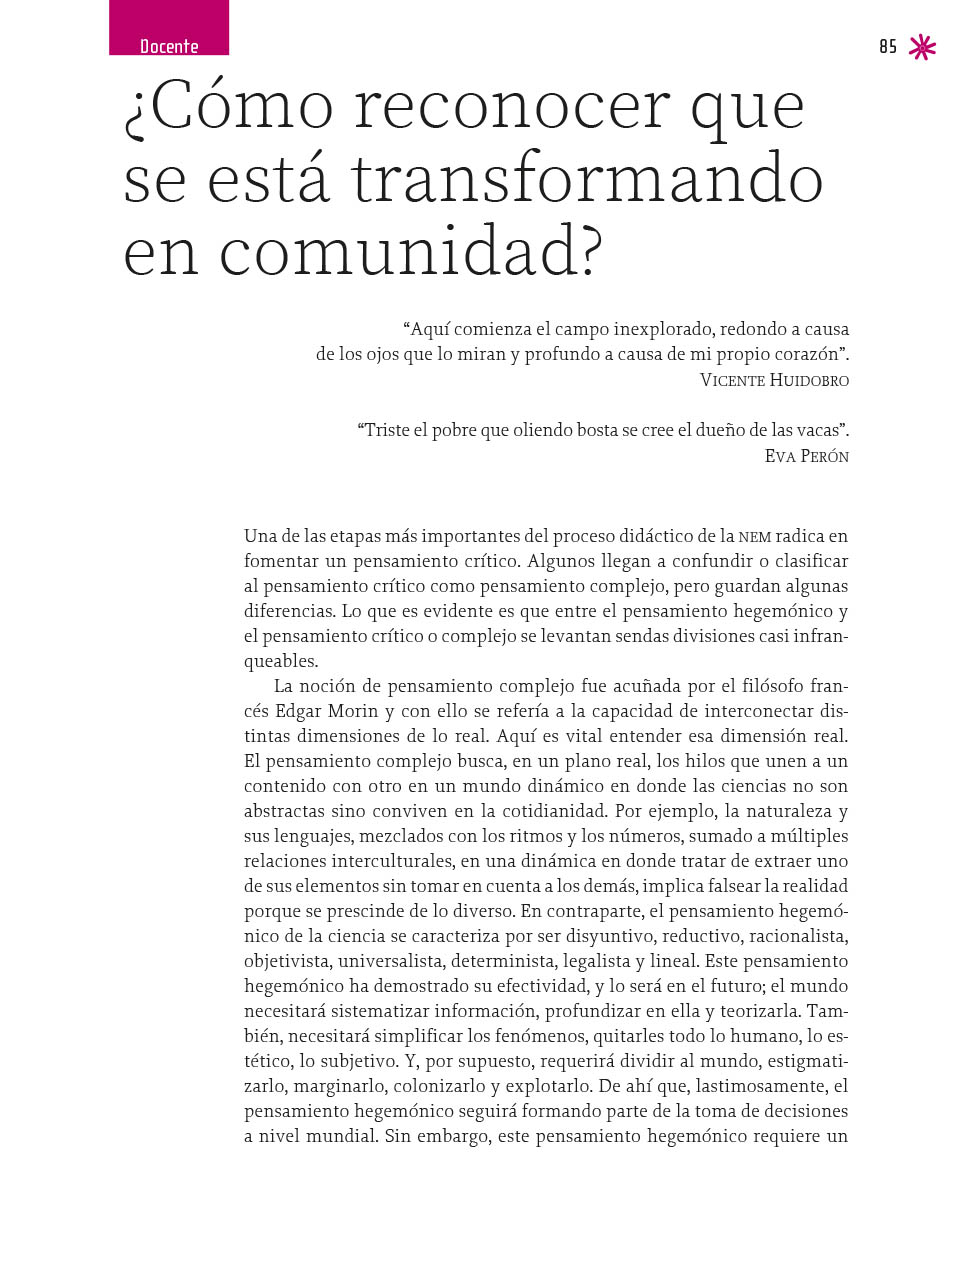 Docente
85
¿Cómo reconocer que
se está transformando
en comunidad?
“Aquí comienza el campo inexplorado, redondo a causa
de los ojos que lo miran y profundo a causa de mi propio corazón”.
Vicente Huidobro
“Triste el pobre que oliendo bosta se cree el dueño de las vacas”.
Eva Perón
Una de las etapas más importantes del proceso didáctico de la NEM radica en
fomentar un pensamiento crítico. Algunos llegan a confundir o clasificar
al pensamiento crítico como pensamiento complejo, pero guardan algunas
diferencias. Lo que es evidente es que entre el pensamiento hegemónico y
el pensamiento crítico o complejo se levantan sendas divisiones casi infran-
queables.
La noción de pensamiento complejo fue acuñada por el filósofo fran-
cés Edgar Morin y con ello se refería a la capacidad de interconectar dis-
tintas dimensiones de lo real. Aquí es vital entender esa dimensión real.
El pensamiento complejo busca, en un plano real, los hilos que unen a un
contenido con otro en un mundo dinámico en donde las ciencias no son
abstractas sino conviven en la cotidianidad. Por ejemplo, la naturaleza y
sus lenguajes, mezclados con los ritmos y los números, sumado a múltiples
relaciones interculturales, en una dinámica en donde tratar de extraer uno
de sus elementos sin tomar en cuenta a los demás, implica falsear la realidad
porque se prescinde de lo diverso. En contraparte, el pensamiento hegemó-
nico de la ciencia se caracteriza por ser disyuntivo, reductivo, racionalista,
objetivista, universalista, determinista, legalista y lineal. Este pensamiento
hegemónico ha demostrado su efectividad, y lo será en el futuro; el mundo
necesitará sistematizar información, profundizar en ella y teorizarla. Tam-
bién, necesitará simplificar los fenómenos, quitarles todo lo humano, lo es-
tético, lo subjetivo. Y, por supuesto, requerirá dividir al mundo, estigmati-
zarlo, marginarlo, colonizarlo y explotarlo. De ahí que, lastimosamente, el
pensamiento hegemónico seguirá formando parte de la toma de decisiones
a nivel mundial. Sin embargo, este pensamiento hegemónico requiere un